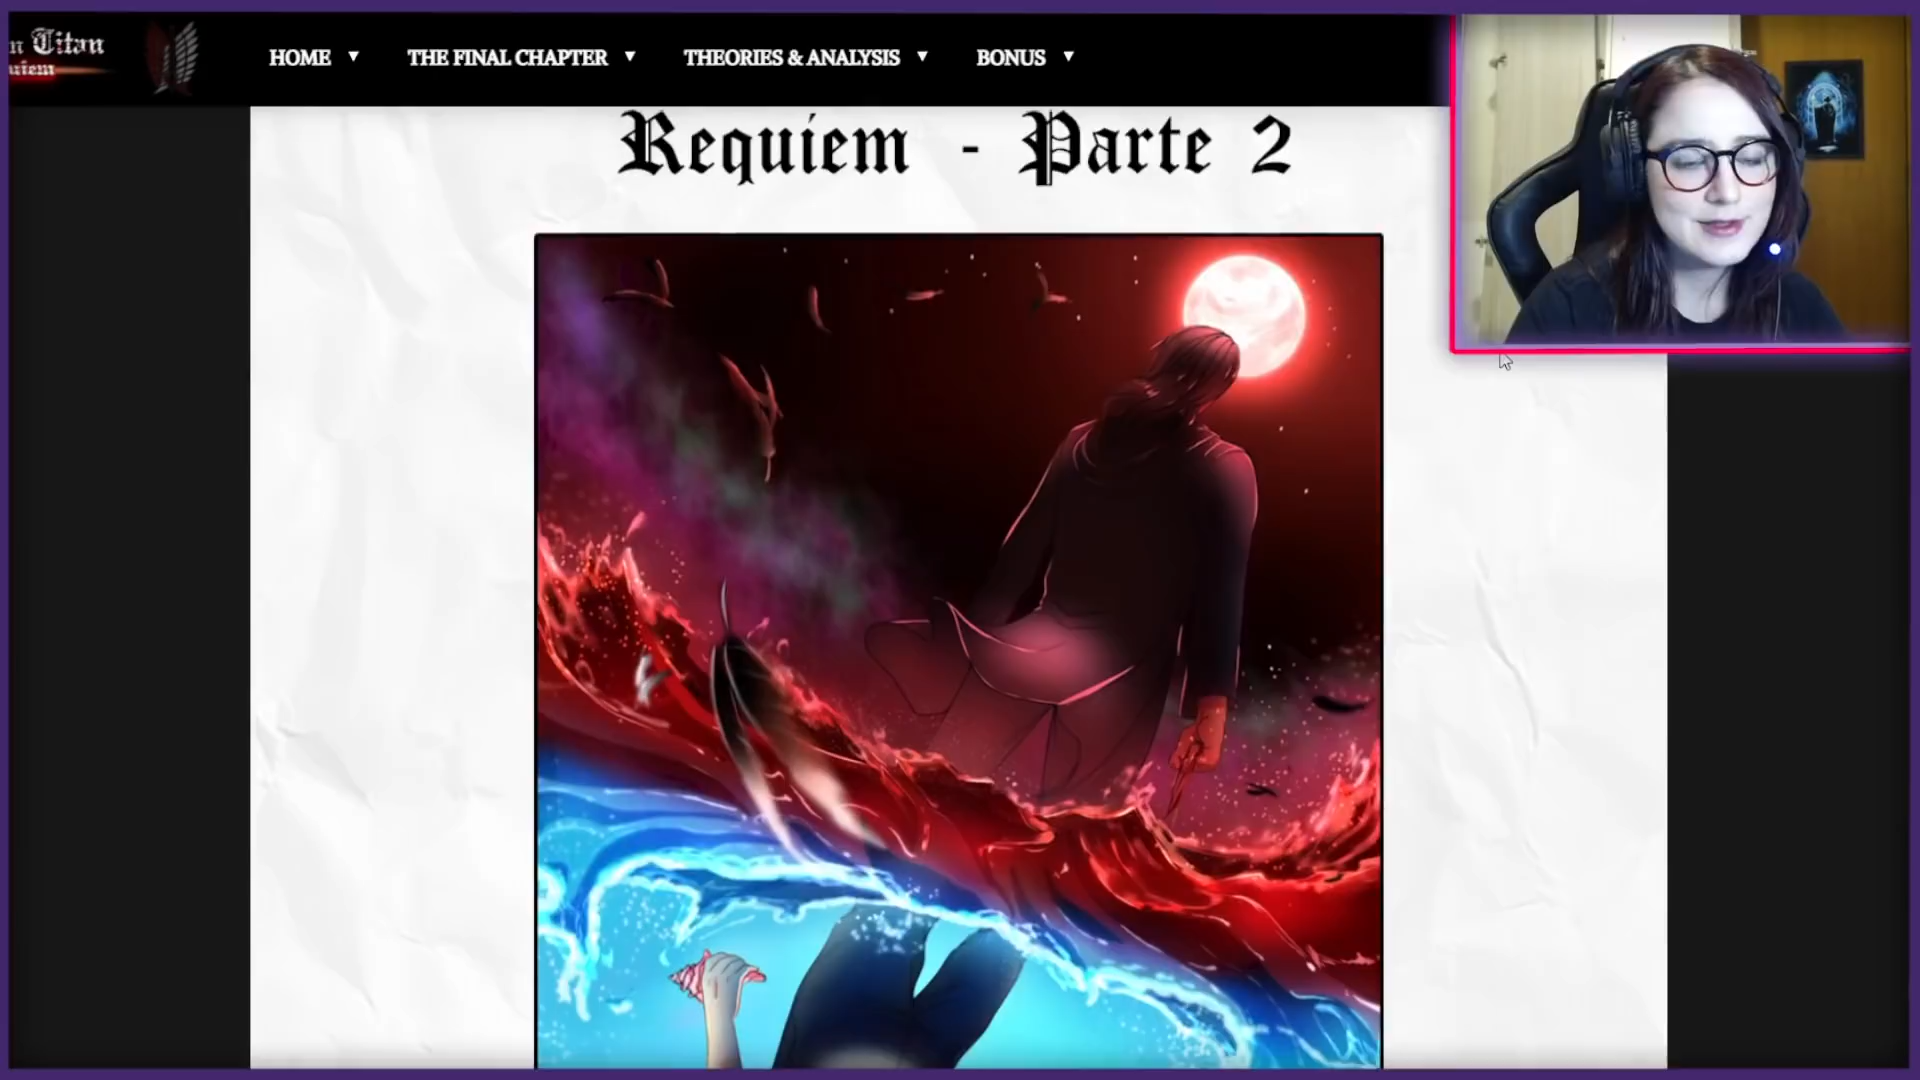 n Titan
uiem
HOME
THE FINAL CHAPTER
THEORIES & ANALYSIS
BONUS
Requiem - Parte 2